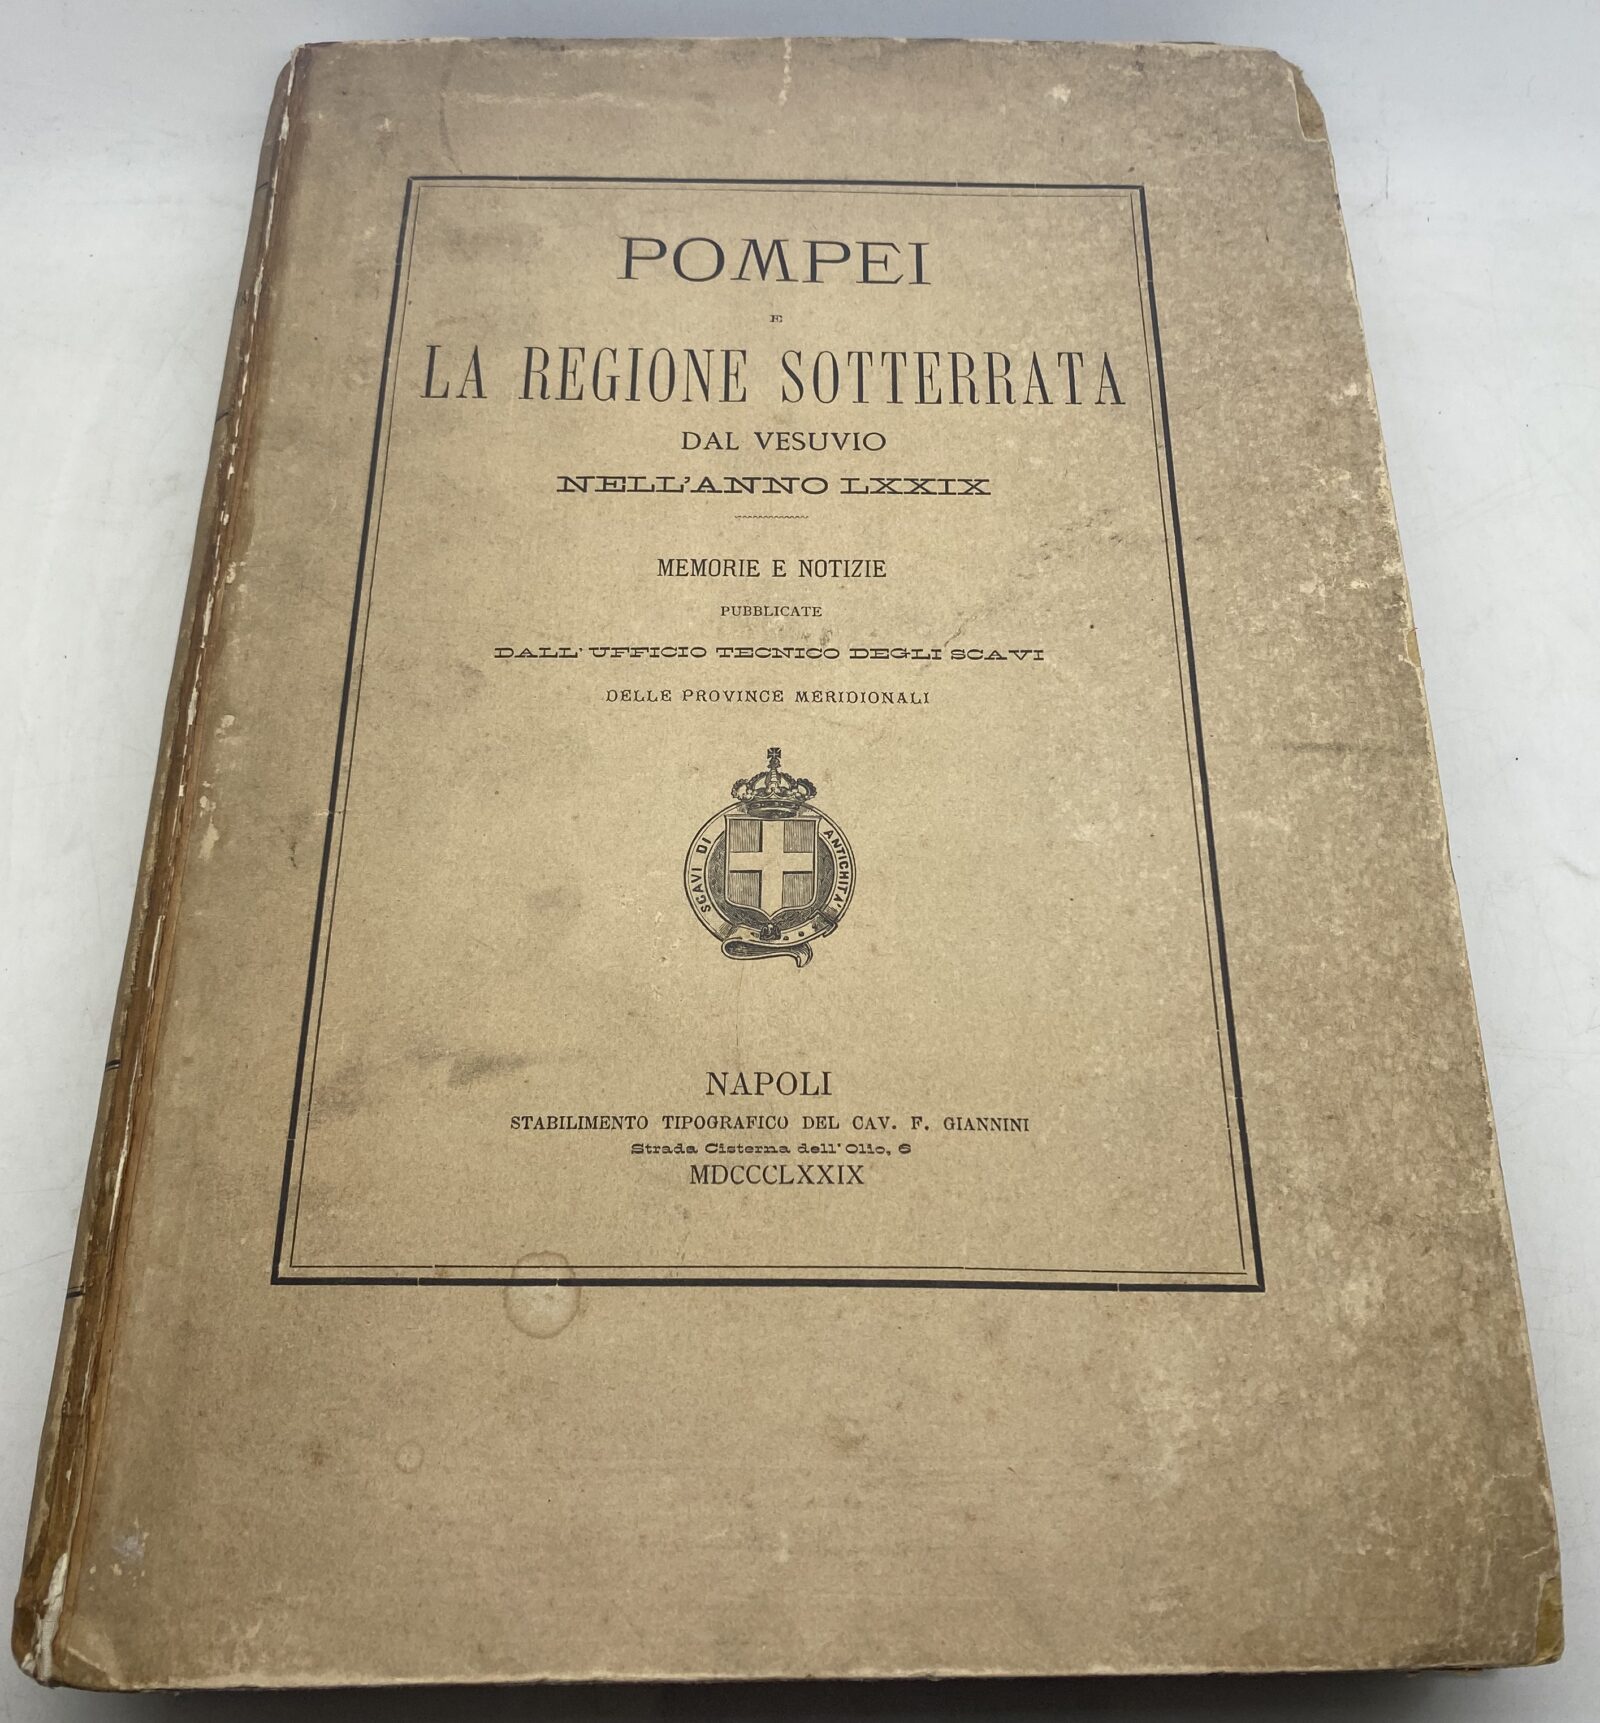 POMPEI
E
LA REGIONE SOTTERRATA
DAL VESUVIO
NELL'ANNO LXXIX
MEMORIE E NOTIZIE
PUBBLICATE
DALL' UFFICIO TECNICO DEGLI SCAVI
DELLE PROVINCE MERIDIONALI
SCAVI DI ANTICHITA'
NAPOLI
STABILIMENTO TIPOGRAFICO DEL CAV. F. GIANNINI
Strada Cisterna dell' Olio, 6
MDCCCLXXIX